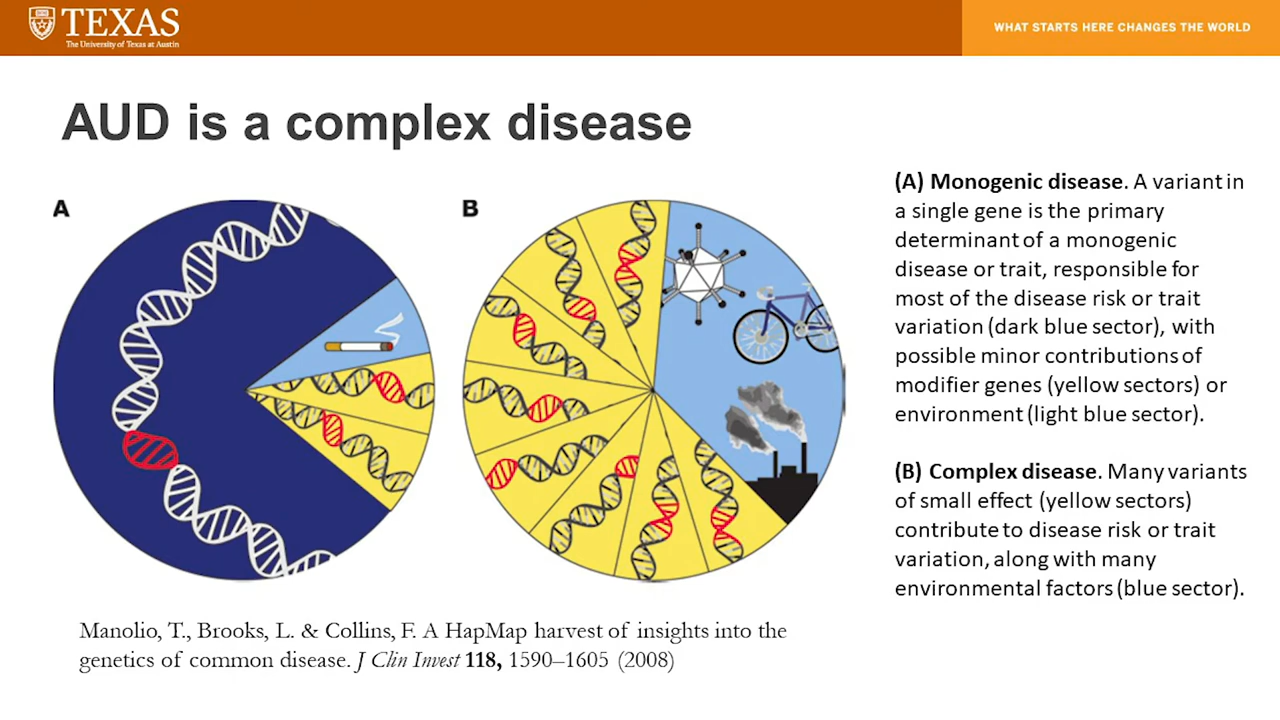 TEXAS
The University of Texas at Austin
WHAT STARTS HERE CHANGES THE WORLD
AUD is a complex disease
A
B
(A) Monogenic disease. A variant in
a single gene is the primary
determinant of a monogenic
disease or trait, responsible for
most of the disease risk or trait
variation (dark blue sector), with
possible minor contributions of
modifier genes (yellow sectors) or
environment (light blue sector).
(B) Complex disease. Many variants
of small effect (yellow sectors)
contribute to disease risk or trait
variation, along with many
environmental factors (blue sector).
Manolio, T., Brooks, L. & Collins, F. A HapMap harvest of insights into the
genetics of common disease. J Clin Invest 118, 1590–1605 (2008)